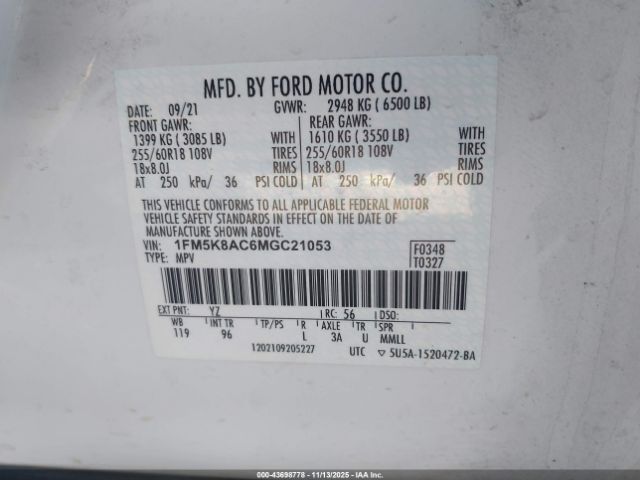 MFD. BY FORD MOTOR CO.
DATE: 09/21 GVWR: 2948 KG ( 6500 LB)
FRONT GAWR: REAR GAWR:
1399 KG ( 3085 LB) WITH 1610 KG ( 3550 LB) WITH
255/60R18 108V TIRES 255/60R18 108V TIRES
18x8.0J RIMS 18x8.0J RIMS
AT 250 kPa/ 36 PSI COLD AT 250 kPa/ 36 PSI COLD
THIS VEHICLE CONFORMS TO ALL APPLICABLE FEDERAL MOTOR
VEHICLE SAFETY STANDARDS IN EFFECT ON THE DATE OF
MANUFACTURE SHOWN ABOVE.
VIN: 1FM5K8AC6MGC21053 F0348
TYPE: MPV T0327
EXT PNT: YZ RC: 56 DSO:
WB INT TR TP/PS R AXLE TR SPR
119 96 L 3A U MMLL
1202109205227 UTC 5U5A-1520472-BA
000-43698778 - 11/13/2025 - IAAI.com